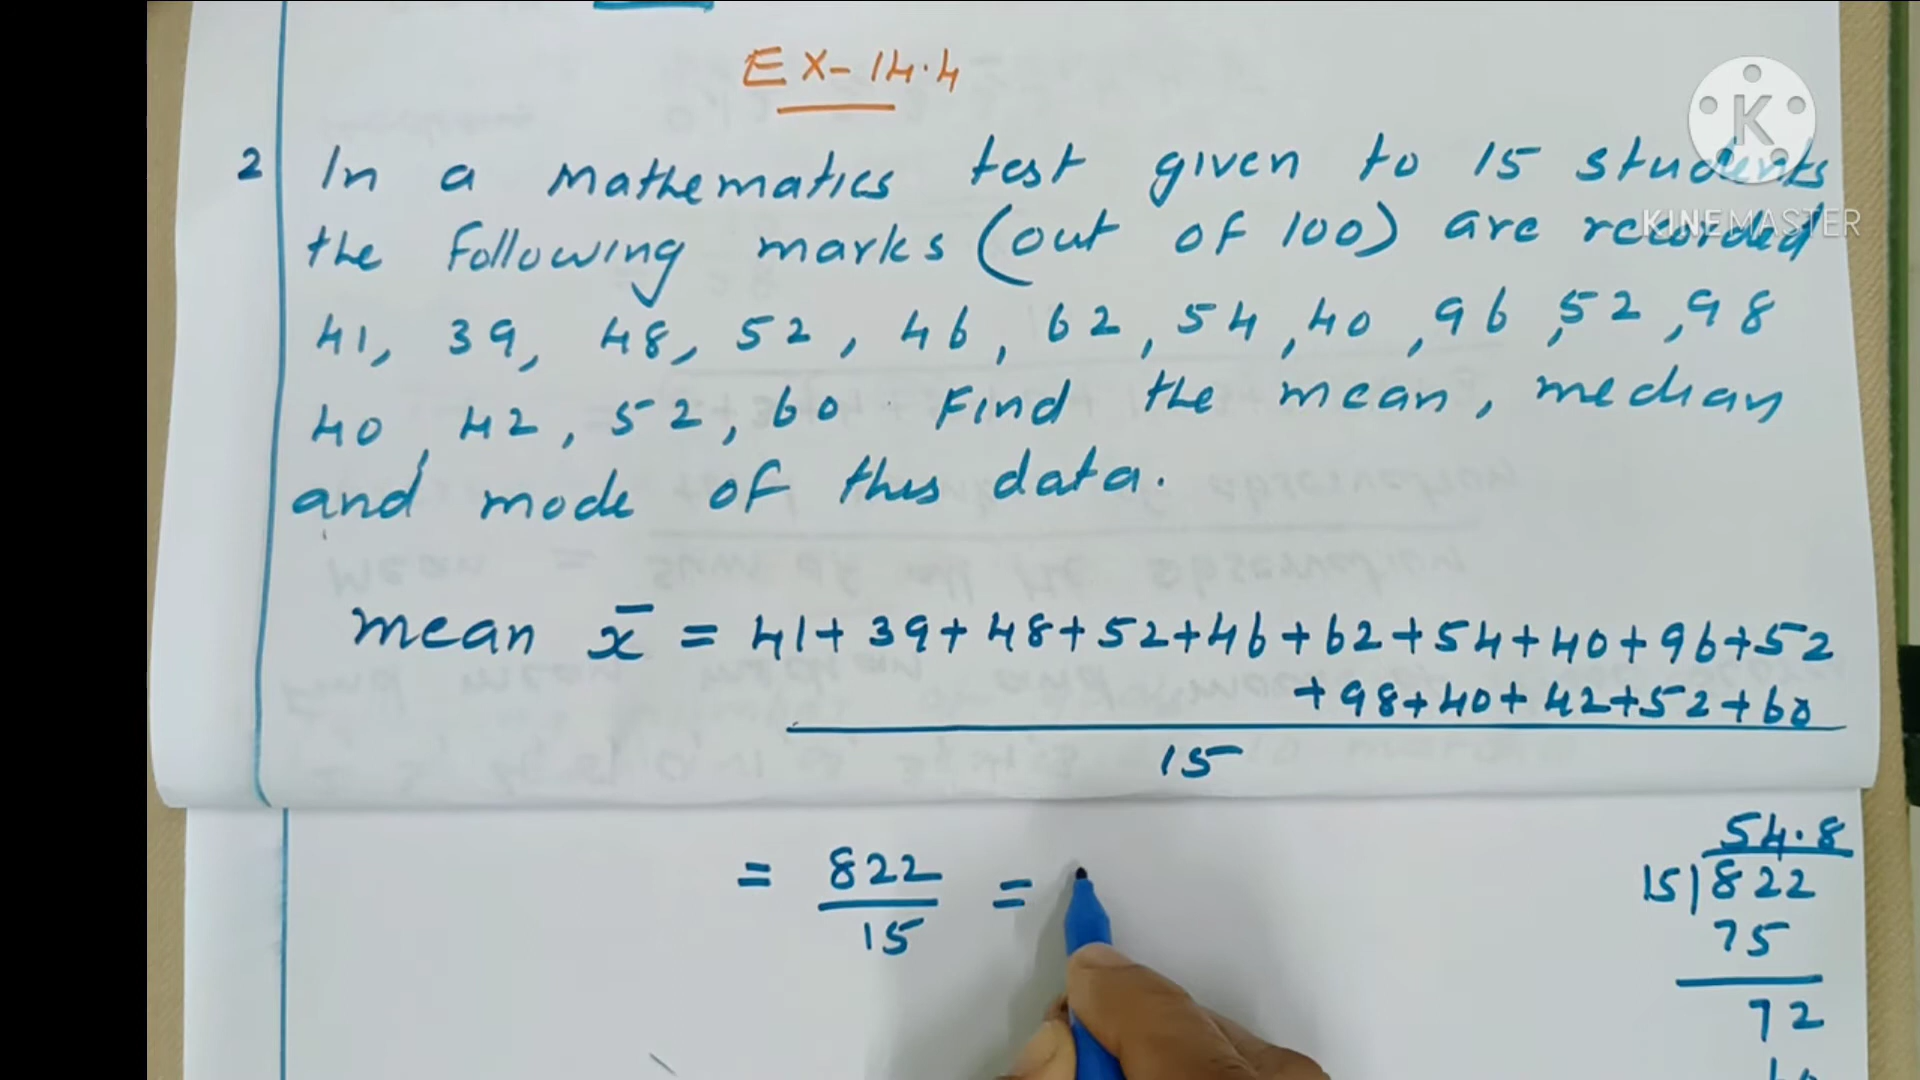 EX-14.4
2 In a mathematics test given to 15 students
the following marks (out of 100) are recorded
41, 39, 48, 52, 46, 62, 54, 40, 96, 52, 98
40, 42, 52, 60 Find the mean, median
and mode of this data.
mean x̄ = 41+39+48+52+46+62+54+40+96+52
+98+40+42+52+60
15
= 822/15 =
54.8
15)822
75
72
K
KINEMASTER